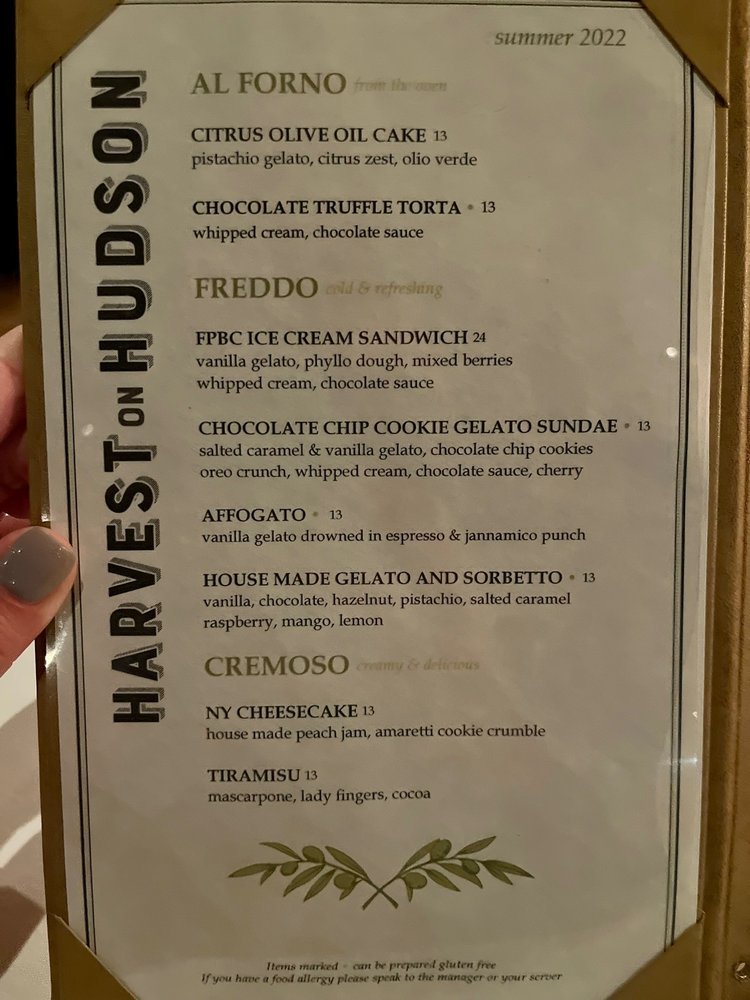 summer 2022
HARVEST ON HUDSON
AL FORNO from the oven
CITRUS OLIVE OIL CAKE 13
pistachio gelato, citrus zest, olio verde
CHOCOLATE TRUFFLE TORTA • 13
whipped cream, chocolate sauce
FREDDO cold & refreshing
FPBC ICE CREAM SANDWICH 24
vanilla gelato, phyllo dough, mixed berries
whipped cream, chocolate sauce
CHOCOLATE CHIP COOKIE GELATO SUNDAE • 13
salted caramel & vanilla gelato, chocolate chip cookies
oreo crunch, whipped cream, chocolate sauce, cherry
AFFOGATO • 13
vanilla gelato drowned in espresso & jannamico punch
HOUSE MADE GELATO AND SORBETTO • 13
vanilla, chocolate, hazelnut, pistachio, salted caramel
raspberry, mango, lemon
CREMOSO creamy & delicious
NY CHEESECAKE 13
house made peach jam, amaretti cookie crumble
TIRAMISU 13
mascarpone, lady fingers, cocoa
Items marked • can be prepared gluten free
If you have a food allergy please speak to the manager or your server